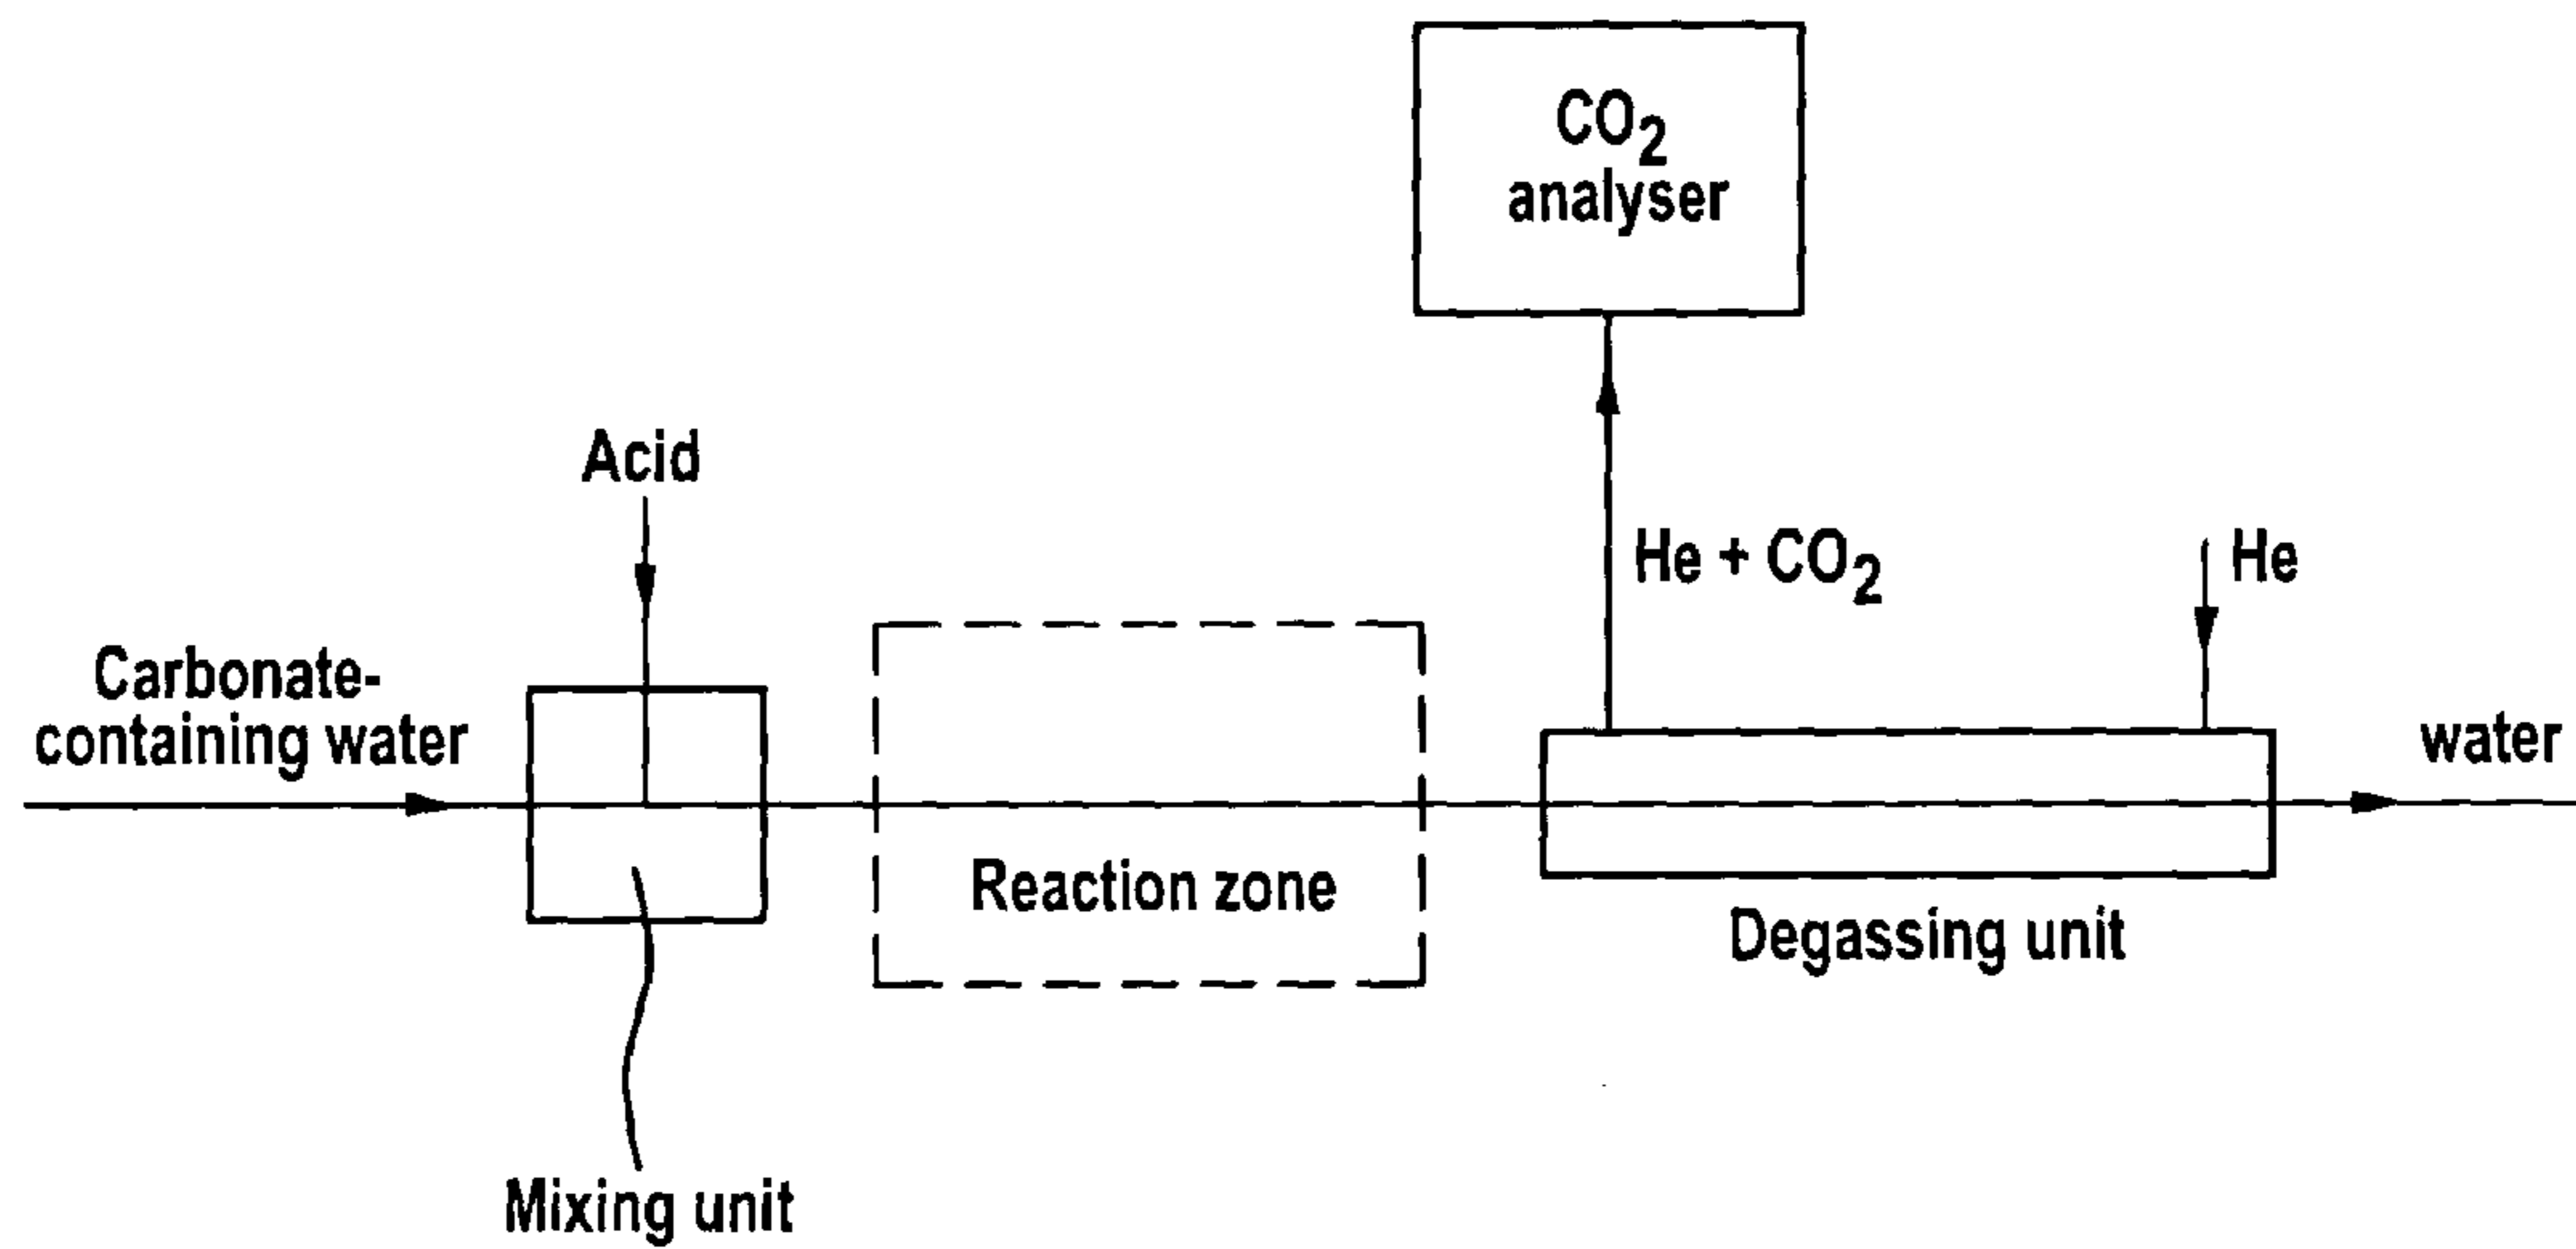 CO2
analyser
Acid
He + CO2
He
Carbonate-
containing water
water
Reaction zone
Degassing unit
Mixing unit